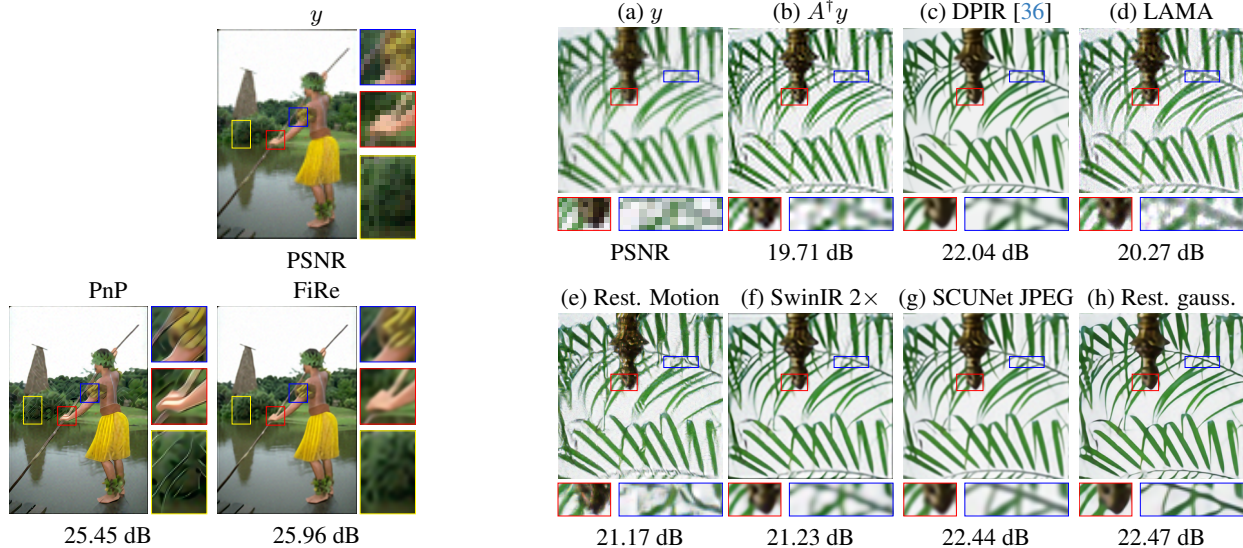 y
PSNR
PnP FiRe
25.45 dB 25.96 dB
(a) y (b) A†y (c) DPIR [36] (d) LAMA
PSNR 19.71 dB 22.04 dB 20.27 dB
(e) Rest. Motion (f) SwinIR 2× (g) SCUNet JPEG (h) Rest. gauss.
21.17 dB 21.23 dB 22.44 dB 22.47 dB